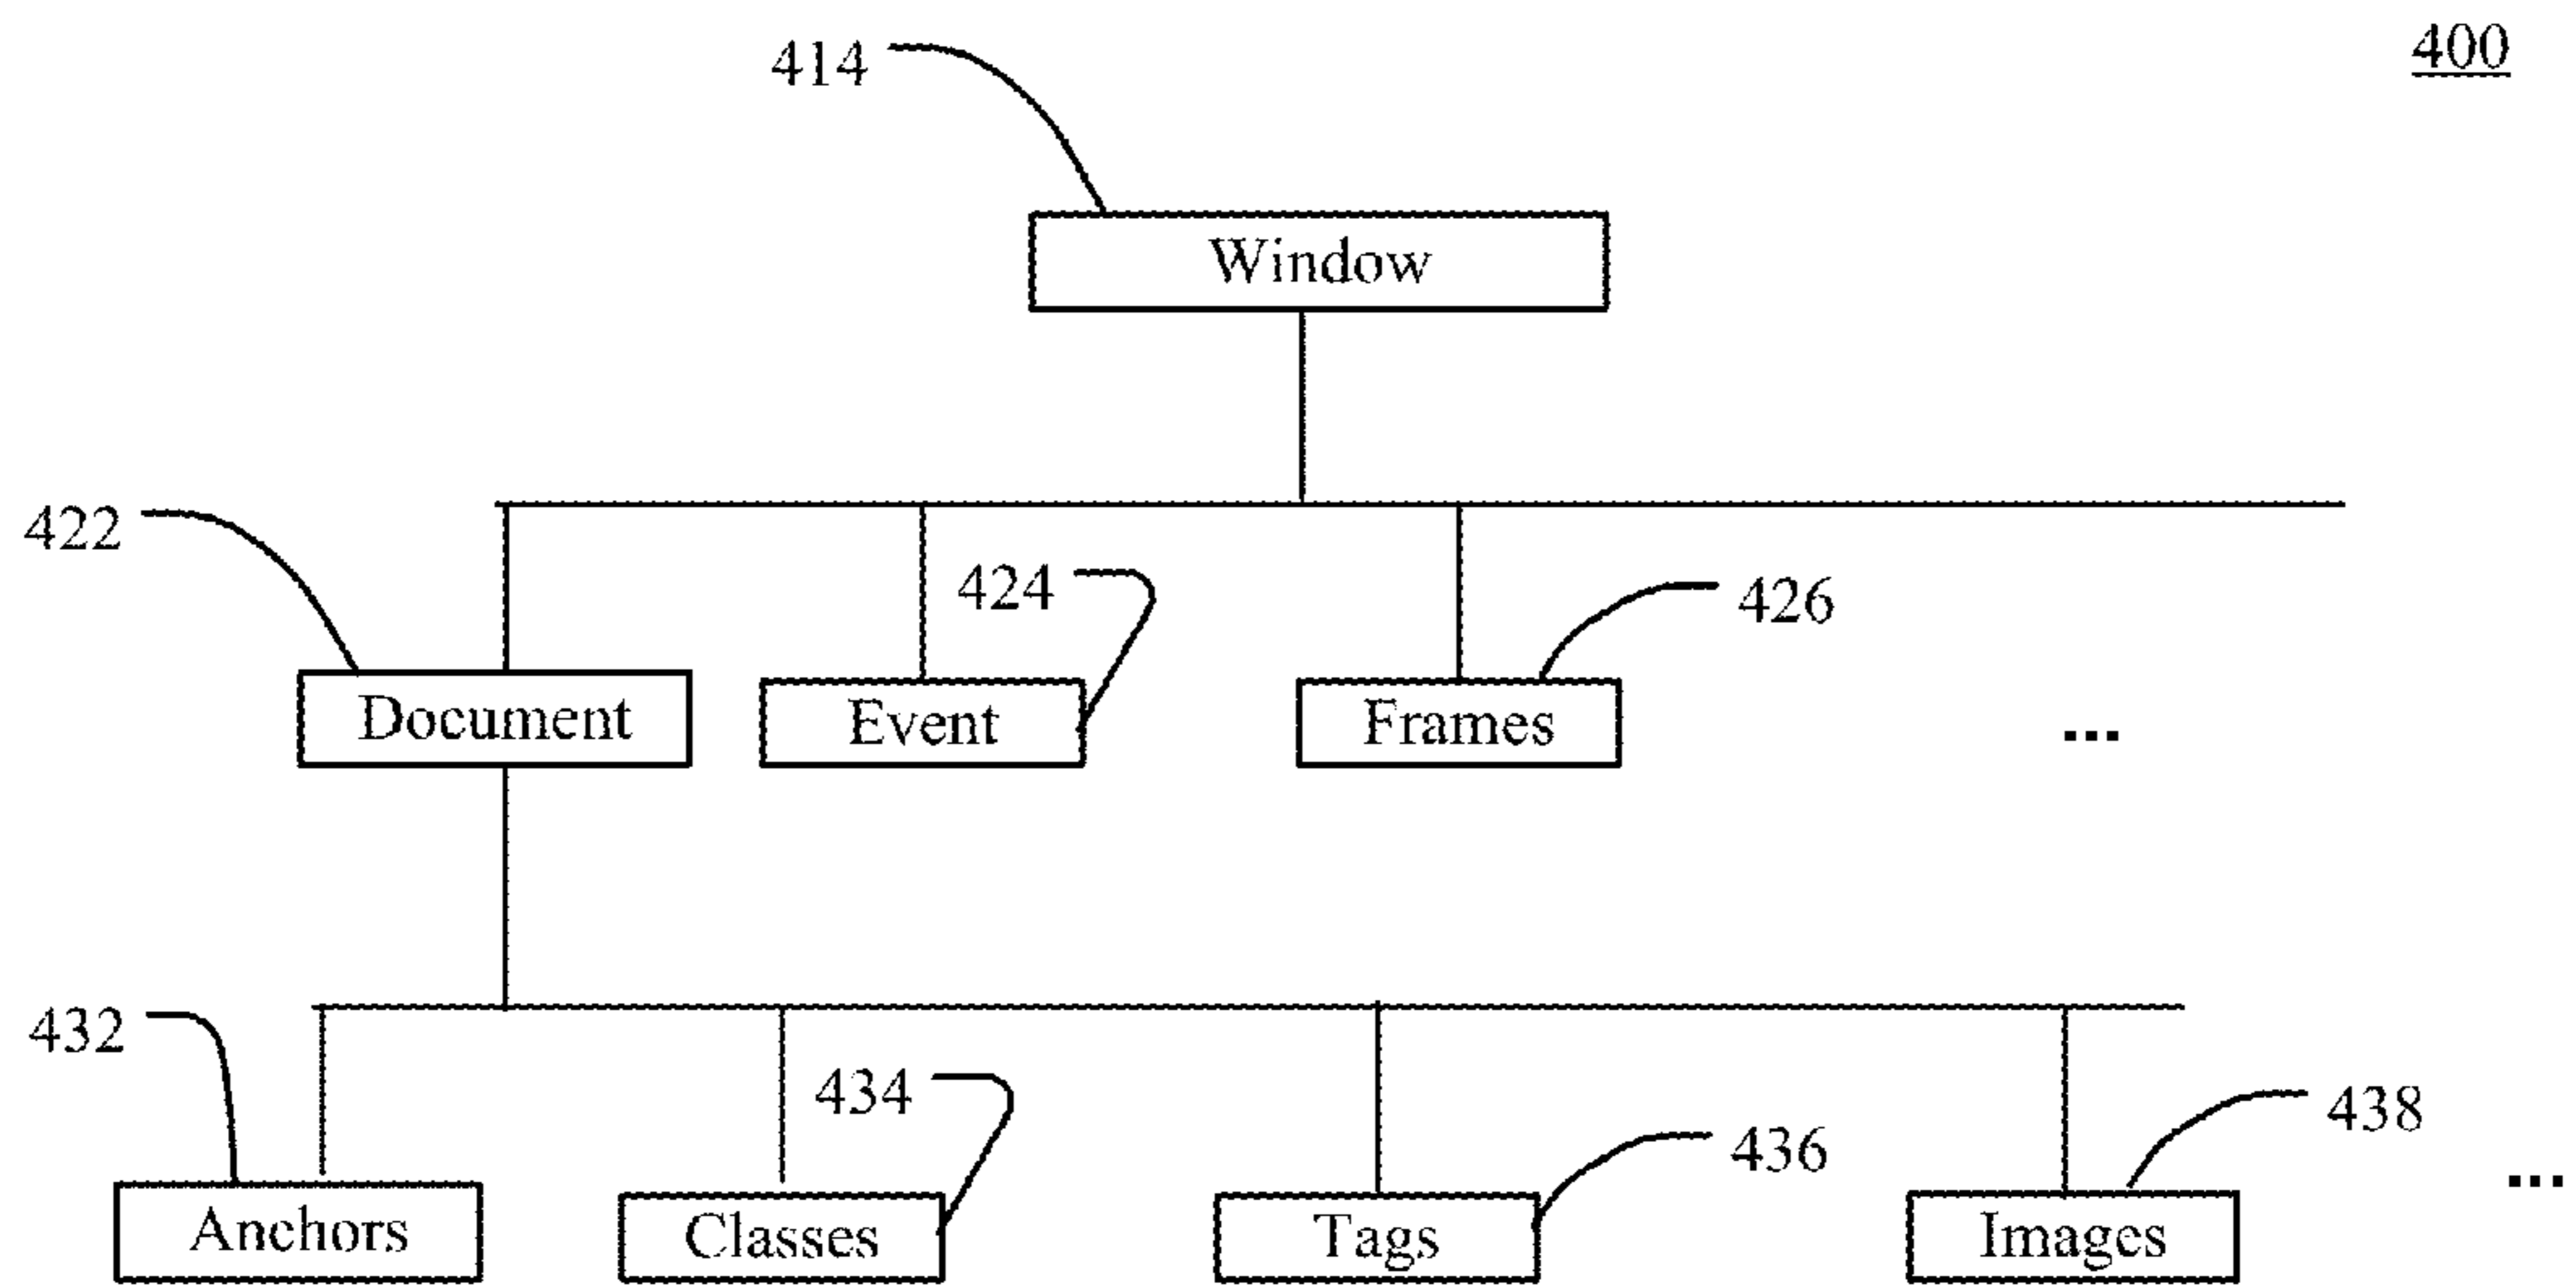 400
414
Window
422
424
426
Document
Event
Frames
...
432
434
436
438
Anchors
Classes
Tags
Images
...